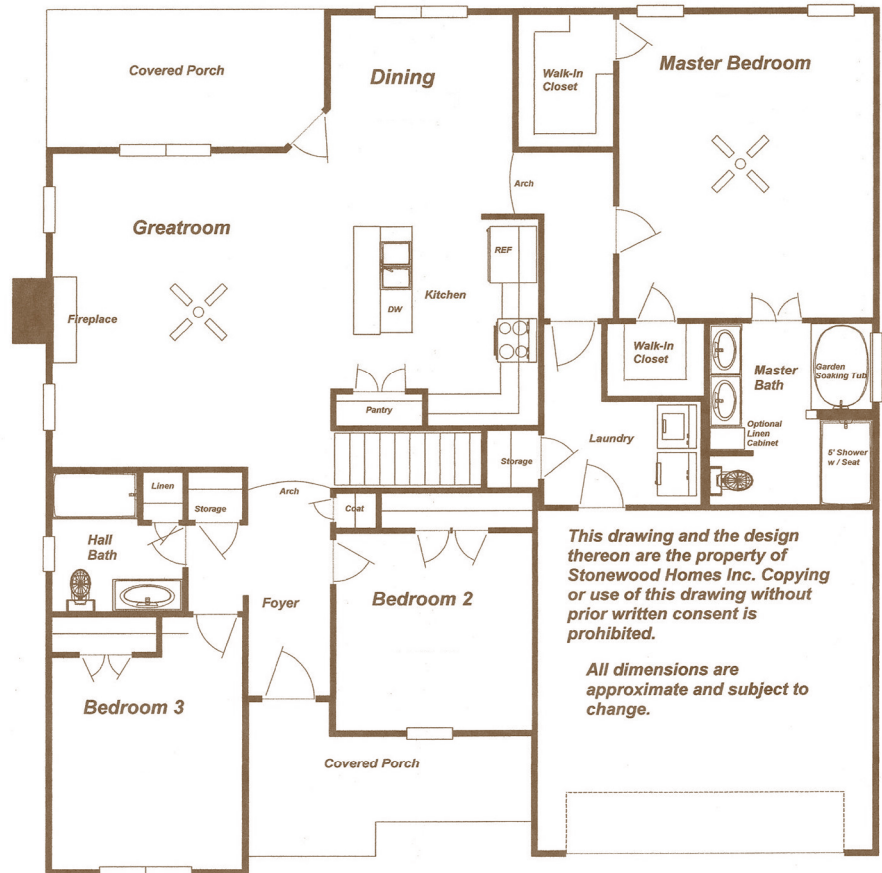 Covered Porch
Dining
Walk-In
Closet
Master Bedroom
Arch
Greatroom
REF
Kitchen
DW
Fireplace
Walk-In
Closet
Master
Bath
Garden
Soaking Tub
Pantry
Optional
Linen
Cabinet
Laundry
Storage
5' Shower
w / Seat
Linen
Storage
Arch
Coat
Hall
Bath
Foyer
Bedroom 2
This drawing and the design
thereon are the property of
Stonewood Homes Inc. Copying
or use of this drawing without
prior written consent is
prohibited.
All dimensions are
approximate and subject to
change.
Bedroom 3
Covered Porch